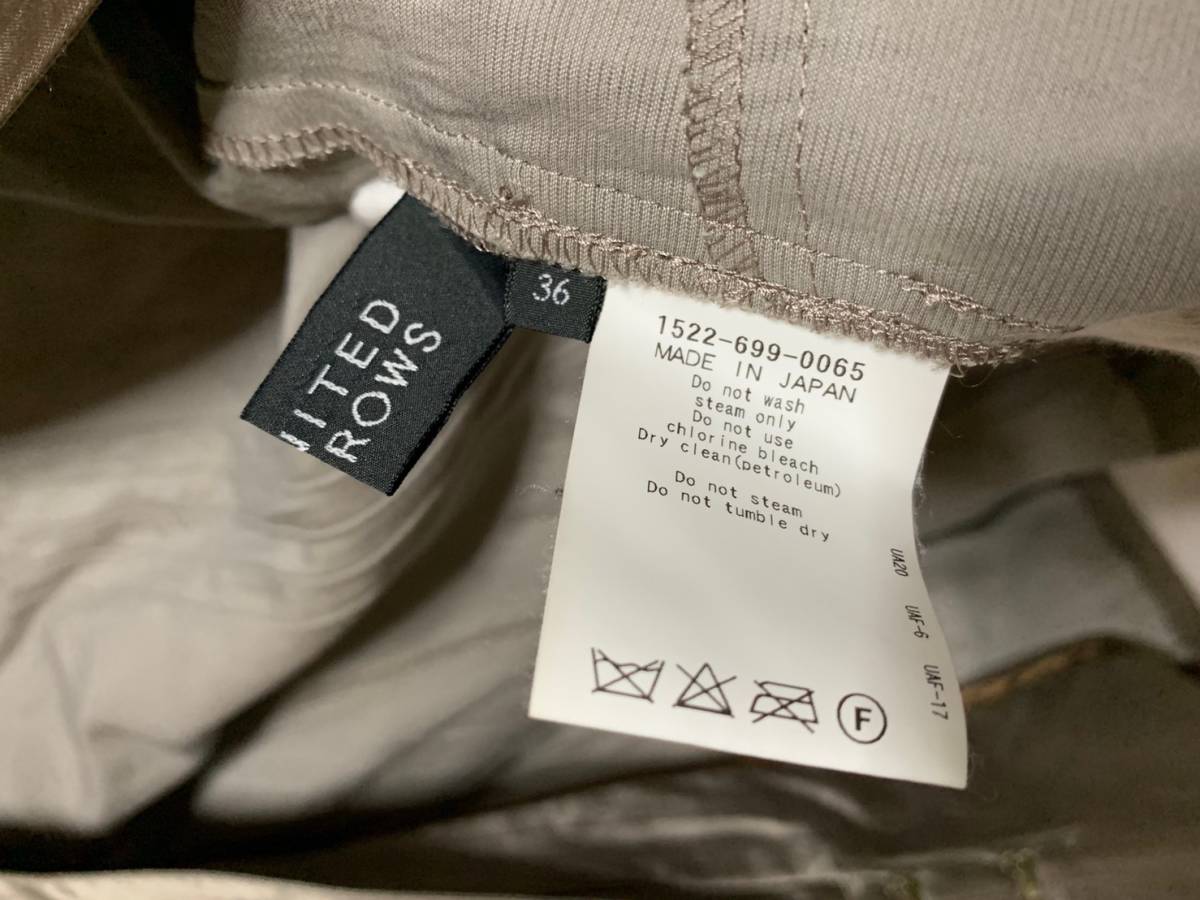 ITED
ROWS
36
1522-699-0065
MADE IN JAPAN
Do not wash
steam only
Do not use
chlorine bleach
Dry clean(petroleum)
Do not steam
Do not tumble dry
UA20 UAF-6 UAF-17
F